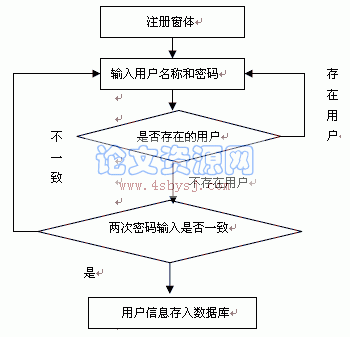 注册窗体
输入用户名称和密码
存在用户
是否存在的用户
不一致
论文资源网
www.4sbysj.com
不存在用户
两次密码输入是否一致
是
用户信息存入数据库